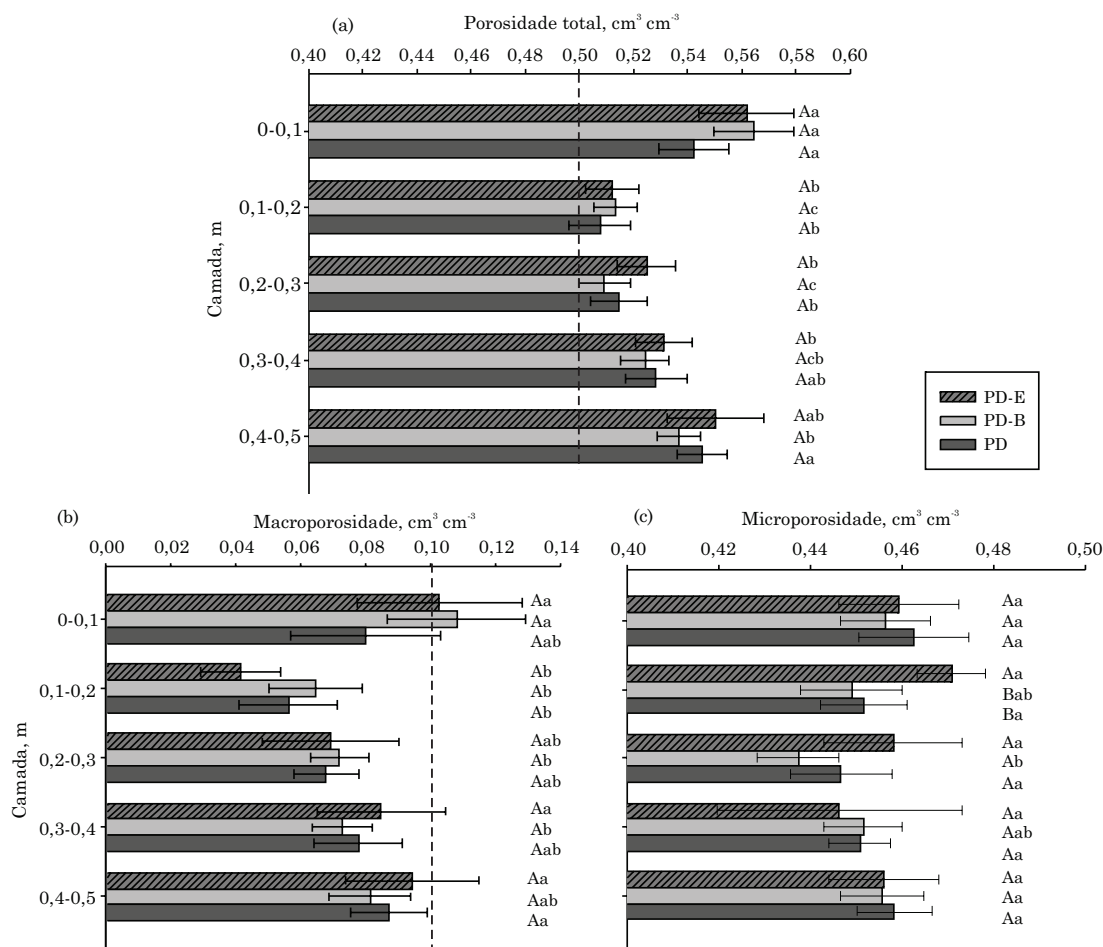 (a)
Porosidade total, cm³ cm⁻³
0,40 0,42 0,44 0,46 0,48 0,50 0,52 0,54 0,56 0,58 0,60
Camada, m
0-0,1
Aa
Aa
Aa
0,1-0,2
Ab
Ac
Ab
0,2-0,3
Ab
Ac
Ab
0,3-0,4
Ab
Acb
Aab
0,4-0,5
Aab
Ab
Aa
PD-E
PD-B
PD
(b)
Macroporosidade, cm³ cm⁻³
0,00 0,02 0,04 0,06 0,08 0,10 0,12 0,14
Camada, m
0-0,1
Aa
Aa
Aab
0,1-0,2
Ab
Ab
Ab
0,2-0,3
Aab
Ab
Aab
0,3-0,4
Aa
Ab
Aab
0,4-0,5
Aa
Aab
Aa
(c)
Microporosidade, cm³ cm⁻³
0,40 0,42 0,44 0,46 0,48 0,50
Aa
Aa
Aa
Aa
Bab
Ba
Aa
Ab
Aa
Aa
Aab
Aa
Aa
Aa
Aa